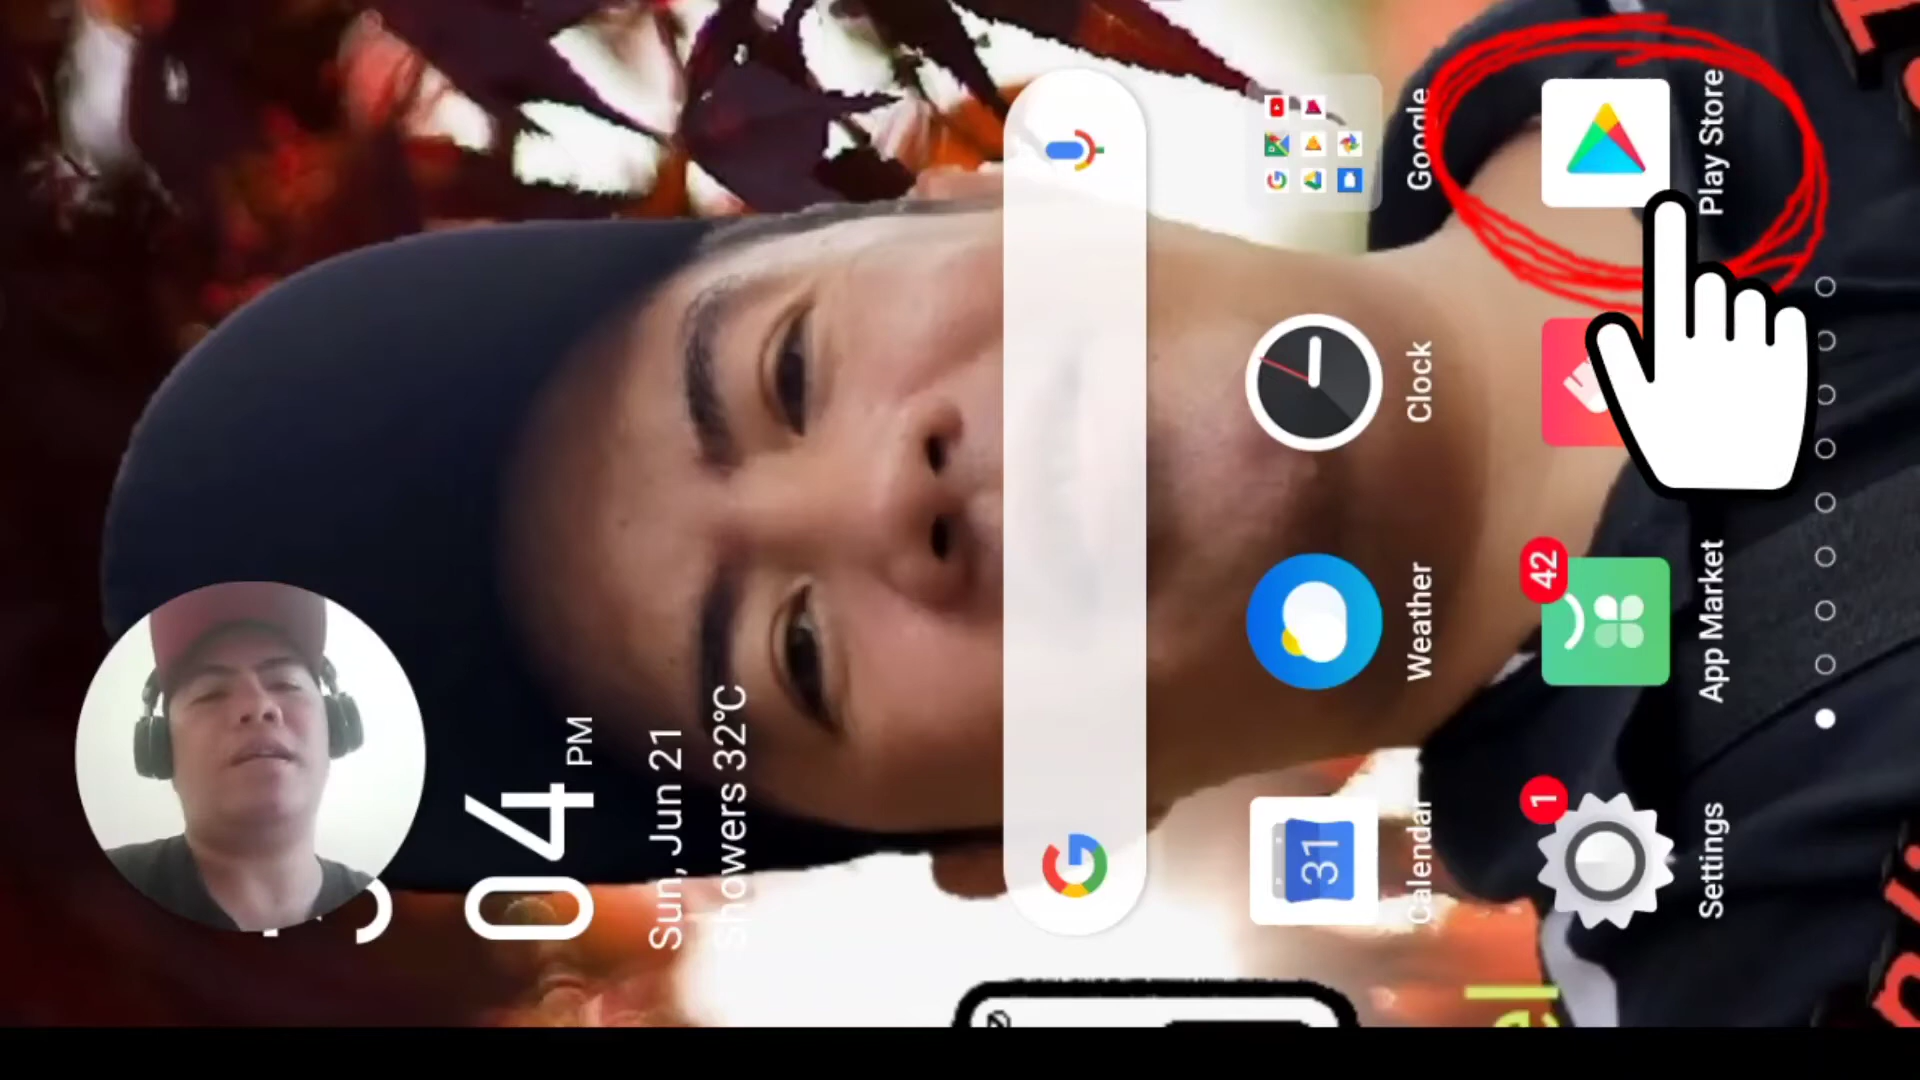 04 PM
Sun, Jun 21
Showers 32°C
31
Calendar
Weather
Clock
Google
1
Settings
42
App Market
Play Store